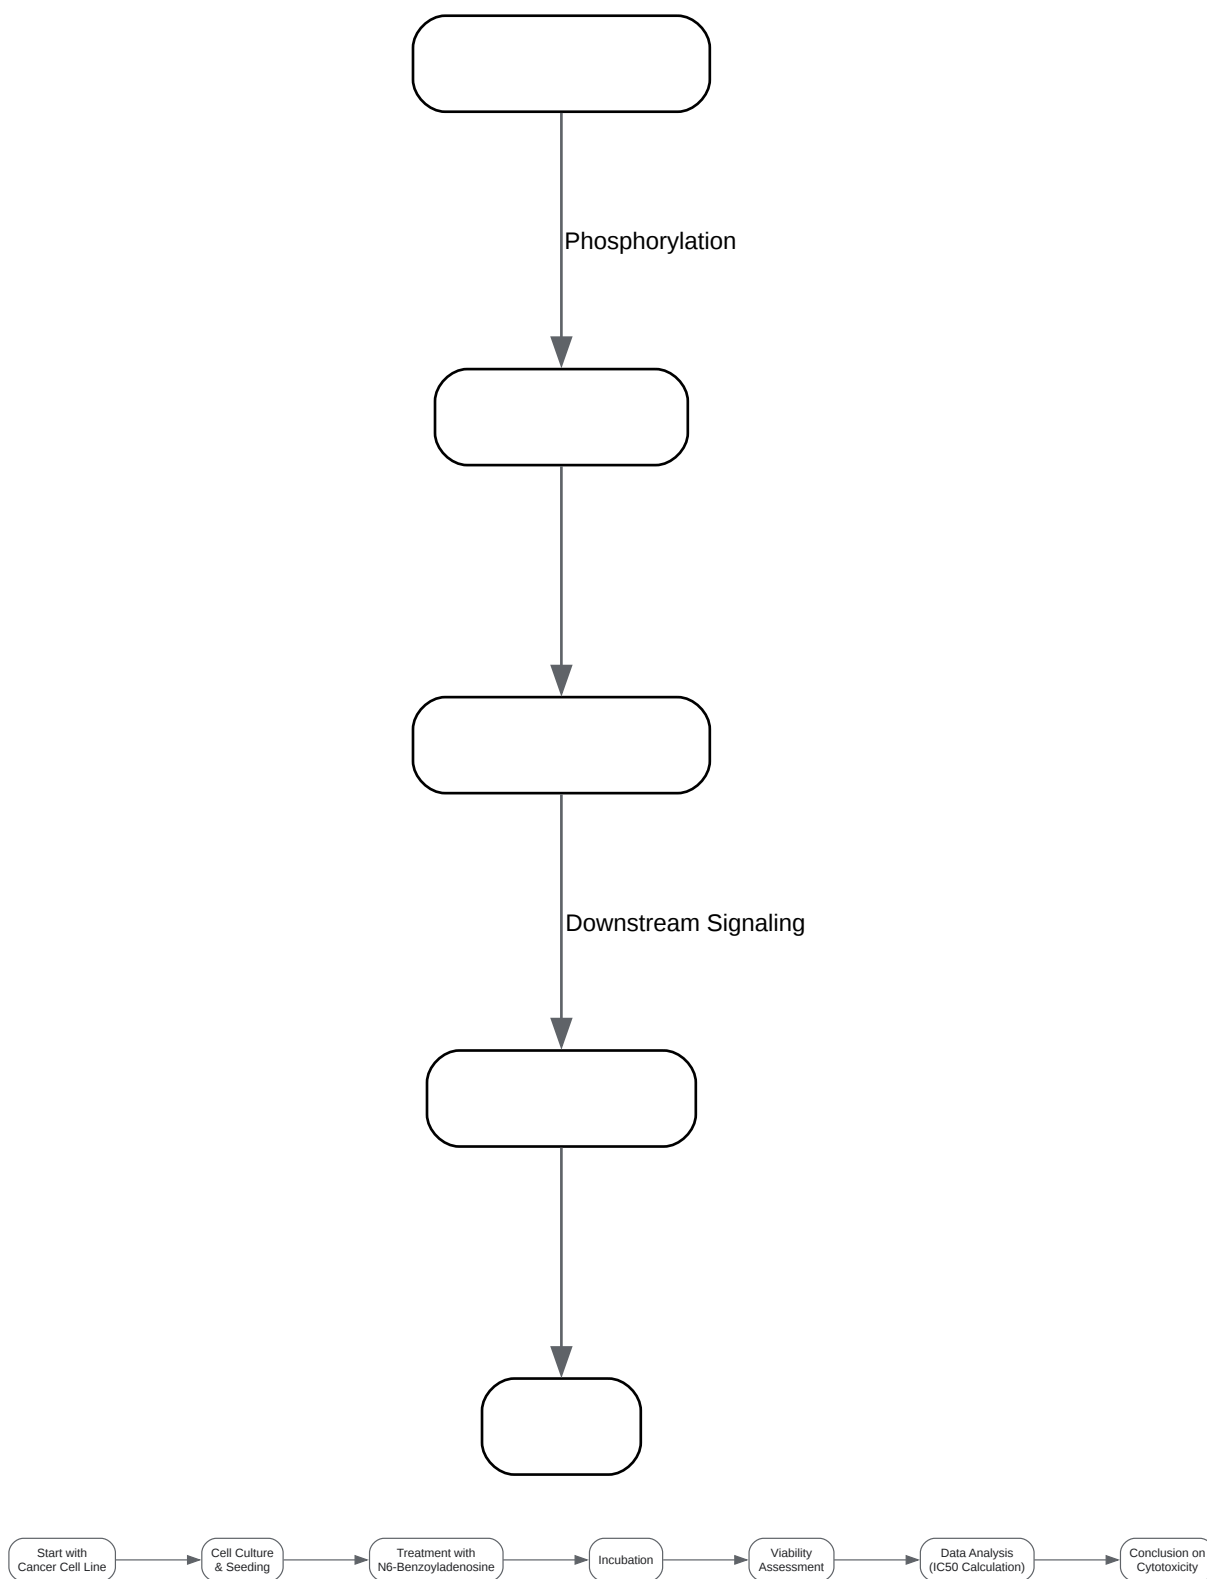 Phosphorylation
Downstream Signaling
Start with
Cancer Cell Line
Cell Culture
& Seeding
Treatment with
N6-Benzoyladenosine
Incubation
Viability
Assessment
Data Analysis
(IC50 Calculation)
Conclusion on
Cytotoxicity